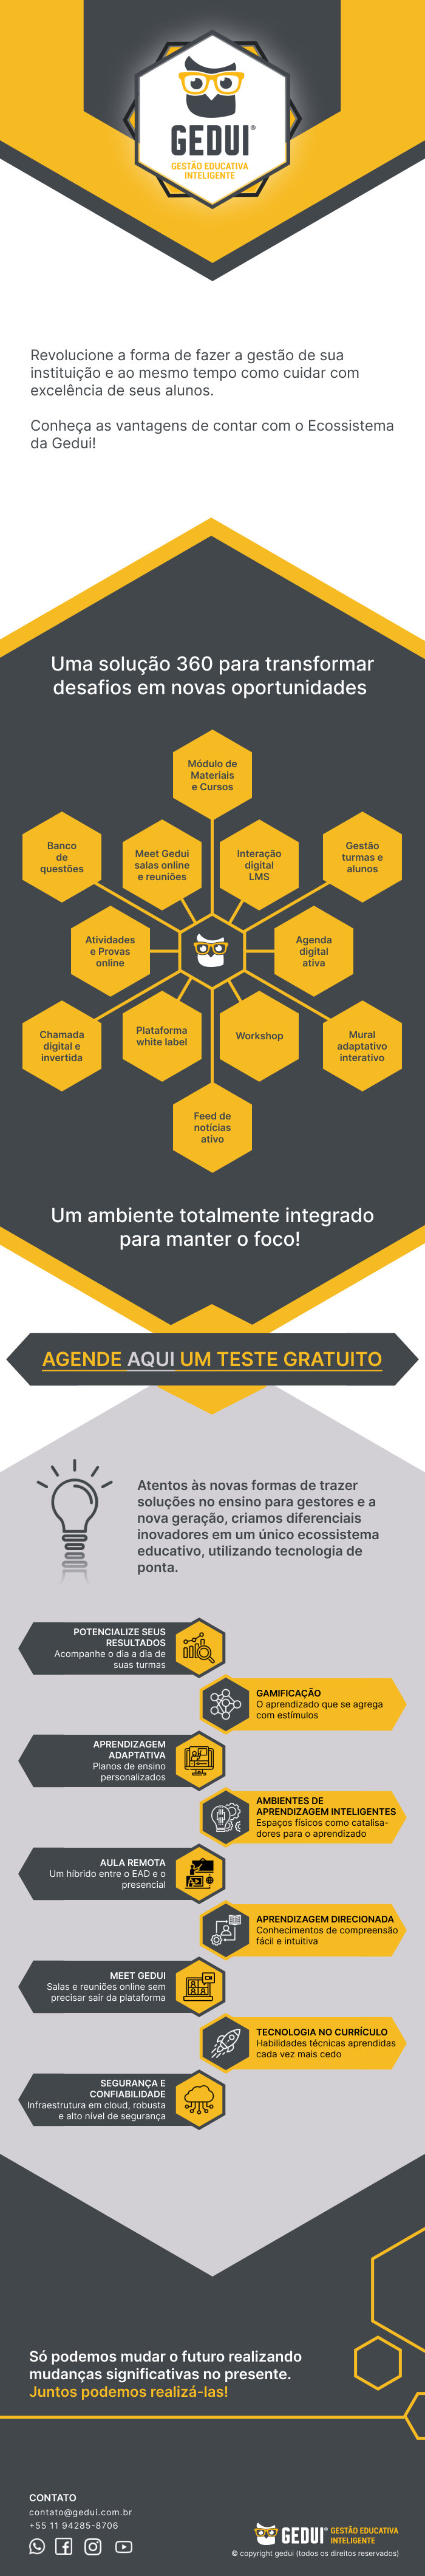 GEDUI®
GESTÃO EDUCATIVA
INTELIGENTE
Revolucione a forma de fazer a gestão de sua
instituição e ao mesmo tempo como cuidar com
excelência de seus alunos.
Conheça as vantagens de contar com o Ecossistema
da Gedui!
Uma solução 360 para transformar
desafios em novas oportunidades
Módulo de
Materiais
e Cursos
Banco
de
questões
Meet Gedui
salas online
e reuniões
Interação
digital
LMS
Gestão
turmas e
alunos
Atividades
e Provas
online
Agenda
digital
ativa
Chamada
digital e
invertida
Plataforma
white label
Workshop
Mural
adaptativo
interativo
Feed de
notícias
ativo
Um ambiente totalmente integrado
para manter o foco!
AGENDE AQUI UM TESTE GRATUITO
Atentos às novas formas de trazer
soluções no ensino para gestores e a
nova geração, criamos diferenciais
inovadores em um único ecossistema
educativo, utilizando tecnologia de
ponta.
POTENCIALIZE SEUS
RESULTADOS
Acompanhe o dia a dia de
suas turmas
GAMIFICAÇÃO
O aprendizado que se agrega
com estímulos
APRENDIZAGEM
ADAPTATIVA
Planos de ensino
personalizados
AMBIENTES DE
APRENDIZAGEM INTELIGENTES
Espaços físicos como catalisa-
dores para o aprendizado
AULA REMOTA
Um híbrido entre o EAD e o
presencial
APRENDIZAGEM DIRECIONADA
Conhecimentos de compreensão
fácil e intuitiva
MEET GEDUI
Salas e reuniões online sem
precisar sair da plataforma
TECNOLOGIA NO CURRÍCULO
Habilidades técnicas aprendidas
cada vez mais cedo
SEGURANÇA E
CONFIABILIDADE
Infraestrutura em cloud, robusta
e alto nível de segurança
Só podemos mudar o futuro realizando
mudanças significativas no presente.
Juntos podemos realizá-las!
CONTATO
contato@gedui.com.br
+55 11 94285-8706
GEDUI® GESTÃO EDUCATIVA
INTELIGENTE
© copyright gedui (todos os direitos reservados)